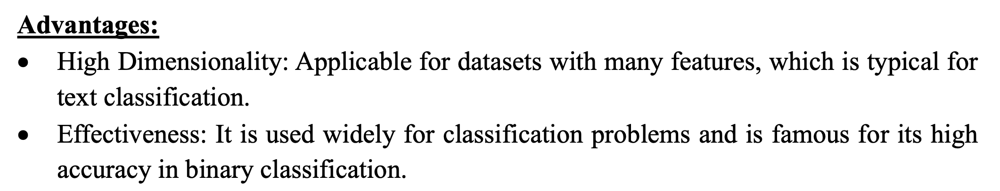 Advantages:
• High Dimensionality: Applicable for datasets with many features, which is typical for
text classification.
• Effectiveness: It is used widely for classification problems and is famous for its high
accuracy in binary classification.